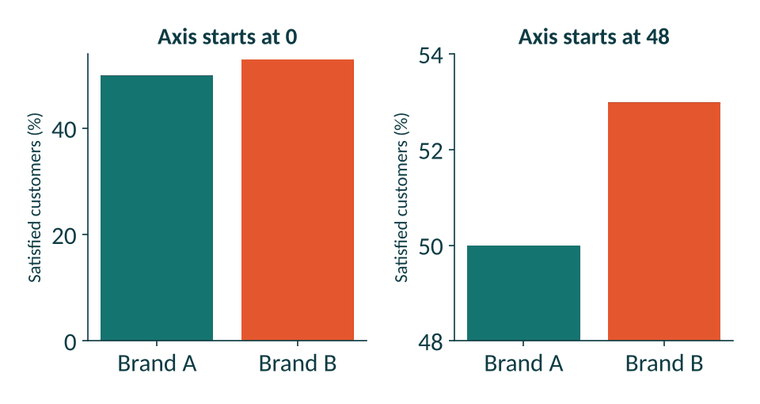 Axis starts at 0
Satisfied customers (%)
40
20
0
Brand A
Brand B
Axis starts at 48
Satisfied customers (%)
54
52
50
48
Brand A
Brand B